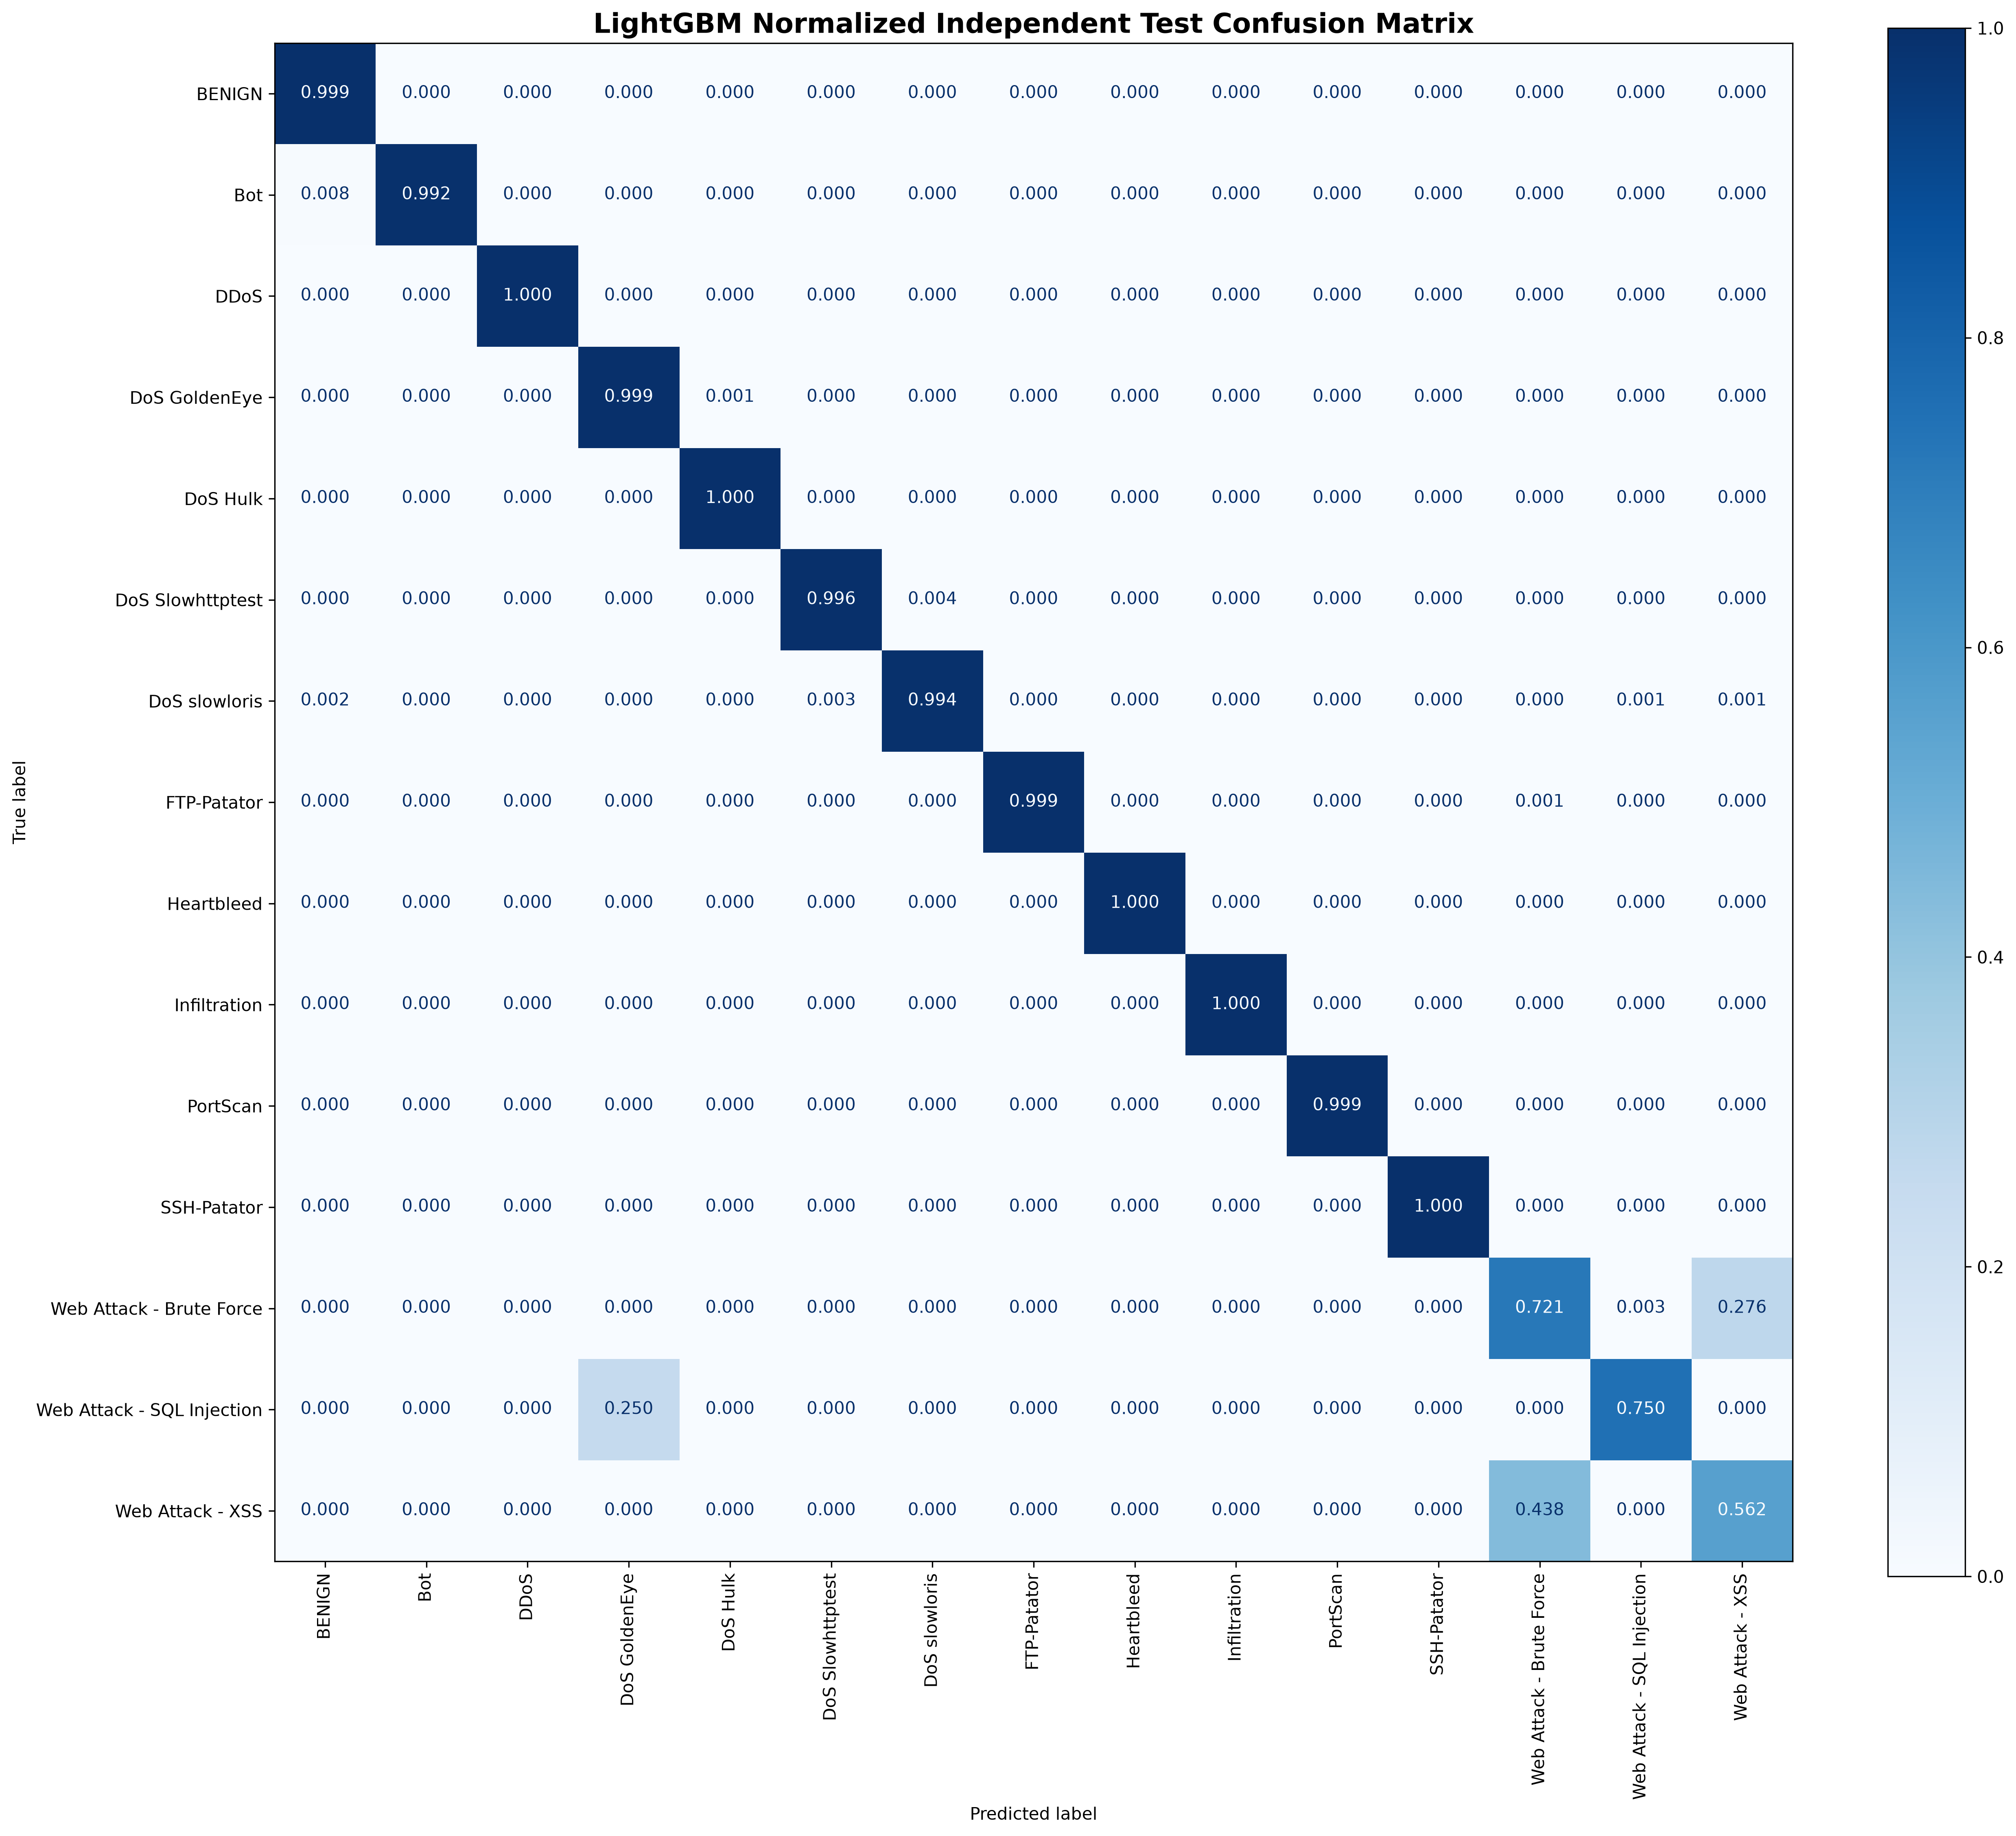 LightGBM Normalized Independent Test Confusion Matrix
BENIGN 0.999 0.000 0.000 0.000 0.000 0.000 0.000 0.000 0.000 0.000 0.000 0.000 0.000 0.000 0.000
Bot 0.008 0.992 0.000 0.000 0.000 0.000 0.000 0.000 0.000 0.000 0.000 0.000 0.000 0.000 0.000
DDoS 0.000 0.000 1.000 0.000 0.000 0.000 0.000 0.000 0.000 0.000 0.000 0.000 0.000 0.000 0.000
DoS GoldenEye 0.000 0.000 0.000 0.999 0.001 0.000 0.000 0.000 0.000 0.000 0.000 0.000 0.000 0.000 0.000
DoS Hulk 0.000 0.000 0.000 0.000 1.000 0.000 0.000 0.000 0.000 0.000 0.000 0.000 0.000 0.000 0.000
DoS Slowhttptest 0.000 0.000 0.000 0.000 0.000 0.996 0.004 0.000 0.000 0.000 0.000 0.000 0.000 0.000 0.000
DoS slowloris 0.002 0.000 0.000 0.000 0.000 0.003 0.994 0.000 0.000 0.000 0.000 0.000 0.000 0.001 0.001
FTP-Patator 0.000 0.000 0.000 0.000 0.000 0.000 0.000 0.999 0.000 0.000 0.000 0.000 0.001 0.000 0.000
Heartbleed 0.000 0.000 0.000 0.000 0.000 0.000 0.000 0.000 1.000 0.000 0.000 0.000 0.000 0.000 0.000
Infiltration 0.000 0.000 0.000 0.000 0.000 0.000 0.000 0.000 0.000 1.000 0.000 0.000 0.000 0.000 0.000
PortScan 0.000 0.000 0.000 0.000 0.000 0.000 0.000 0.000 0.000 0.000 0.999 0.000 0.000 0.000 0.000
SSH-Patator 0.000 0.000 0.000 0.000 0.000 0.000 0.000 0.000 0.000 0.000 0.000 1.000 0.000 0.000 0.000
Web Attack - Brute Force 0.000 0.000 0.000 0.000 0.000 0.000 0.000 0.000 0.000 0.000 0.000 0.000 0.721 0.003 0.276
Web Attack - SQL Injection 0.000 0.000 0.000 0.250 0.000 0.000 0.000 0.000 0.000 0.000 0.000 0.000 0.000 0.750 0.000
Web Attack - XSS 0.000 0.000 0.000 0.000 0.000 0.000 0.000 0.000 0.000 0.000 0.000 0.000 0.438 0.000 0.562
True label
BENIGN
Bot
DDoS
DoS GoldenEye
DoS Hulk
DoS Slowhttptest
DoS slowloris
FTP-Patator
Heartbleed
Infiltration
PortScan
SSH-Patator
Web Attack - Brute Force
Web Attack - SQL Injection
Web Attack - XSS
Predicted label
1.0
0.8
0.6
0.4
0.2
0.0